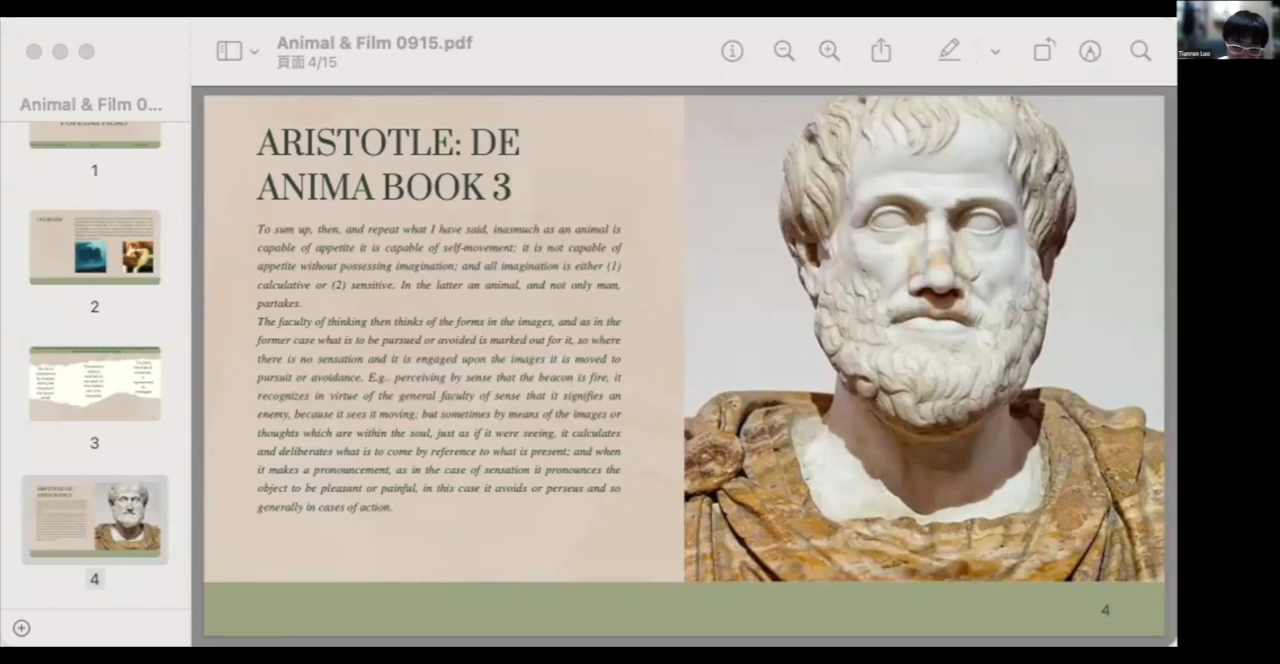 Animal & Film 0915.pdf
頁面 4/15
Animal & Film 0...
1
2
3
4
ARISTOTLE: DE
ANIMA BOOK 3
To sum up, then, and repeat what I have said, inasmuch as an animal is
capable of appetite it is capable of self-movement; it is not capable of
appetite without possessing imagination; and all imagination is either (1)
calculative or (2) sensitive. In the latter an animal, and not only man,
partakes.
The faculty of thinking then thinks of the forms in the images, and as in the
former case what is to be pursued or avoided is marked out for it, so where
there is no sensation and it is engaged upon the images it is moved to
pursuit or avoidance. E.g.. perceiving by sense that the beacon is fire, it
recognizes in virtue of the general faculty of sense that it signifies an
enemy, because it sees it moving; but sometimes by means of the images or
thoughts which are within the soul, just as if it were seeing, it calculates
and deliberates what is to come by reference to what is present; and when
it makes a pronouncement, as in the case of sensation it pronounces the
object to be pleasant or painful, in this case it avoids or perseus and so
generally in cases of action.
4
Tianren Luo